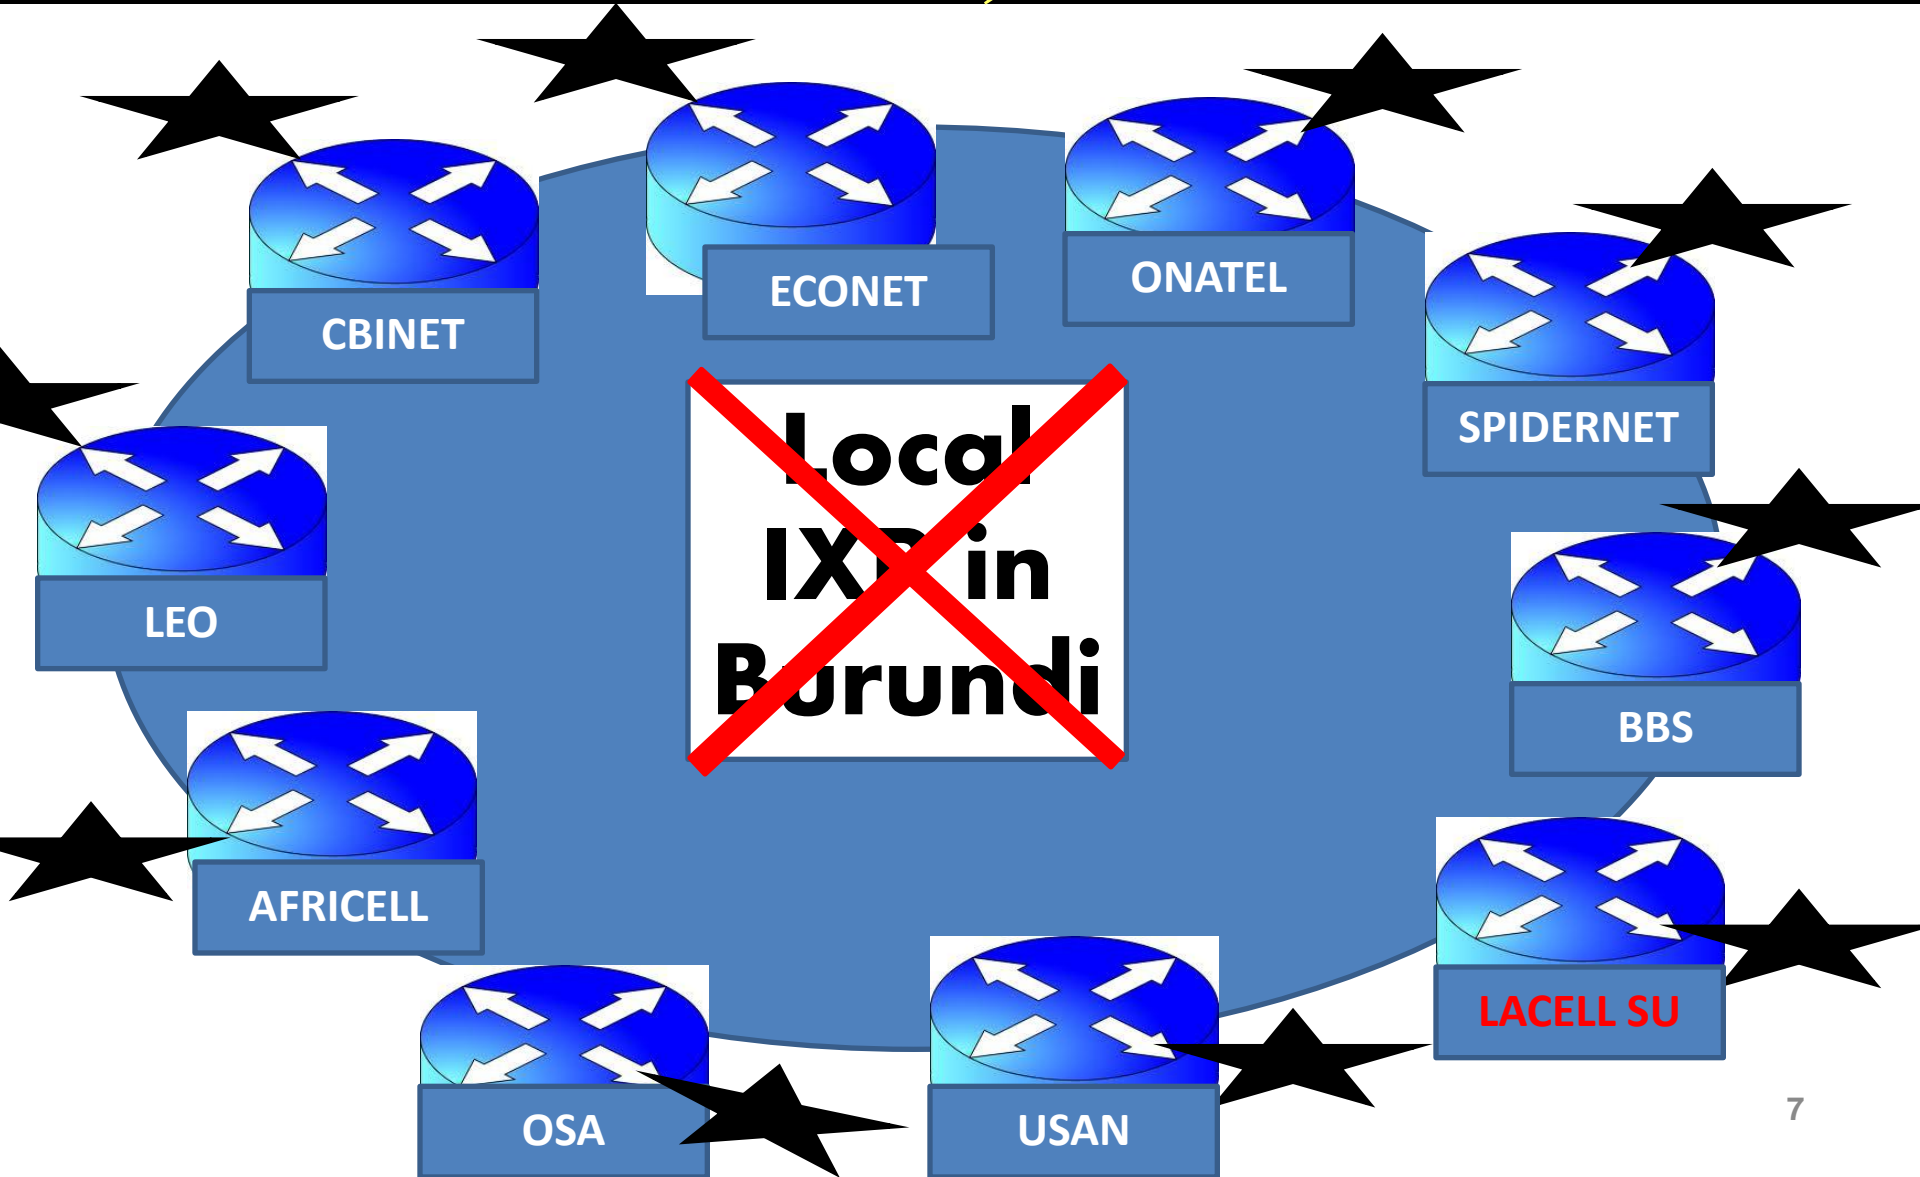 ECONET
ONATEL
CBINET
SPIDERNET
Local
IXP in
Burundi
LEO
BBS
AFRICELL
LACELL SU
OSA
USAN
7